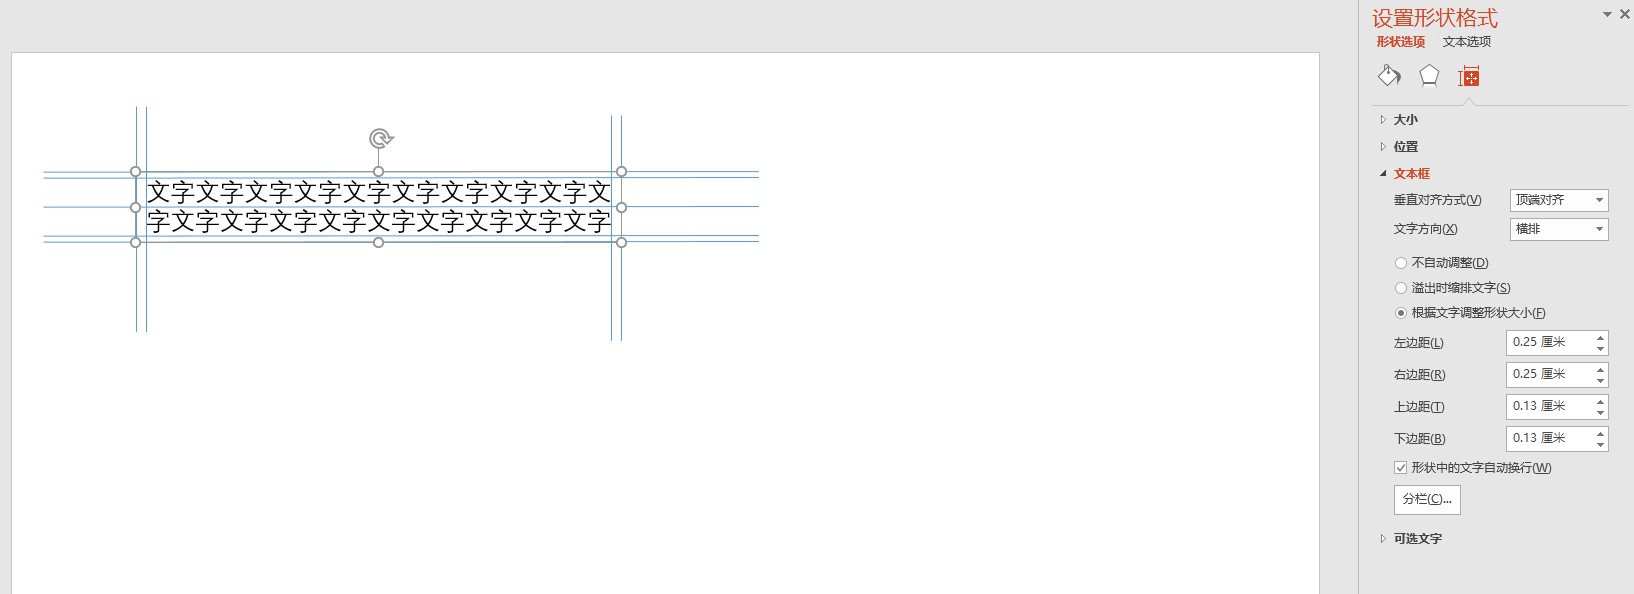 设置形状格式
形状选项 文本选项
大小
位置
文本框
垂直对齐方式(V) 顶端对齐
文字方向(X) 横排
不自动调整(D)
溢出时缩排文字(S)
根据文字调整形状大小(F)
左边距(L) 0.25 厘米
右边距(R) 0.25 厘米
上边距(T) 0.13 厘米
下边距(B) 0.13 厘米
形状中的文字自动换行(W)
分栏(C)...
可选文字
文字文字文字文字文字文字文字文字文字文
字文字文字文字文字文字文字文字文字文字